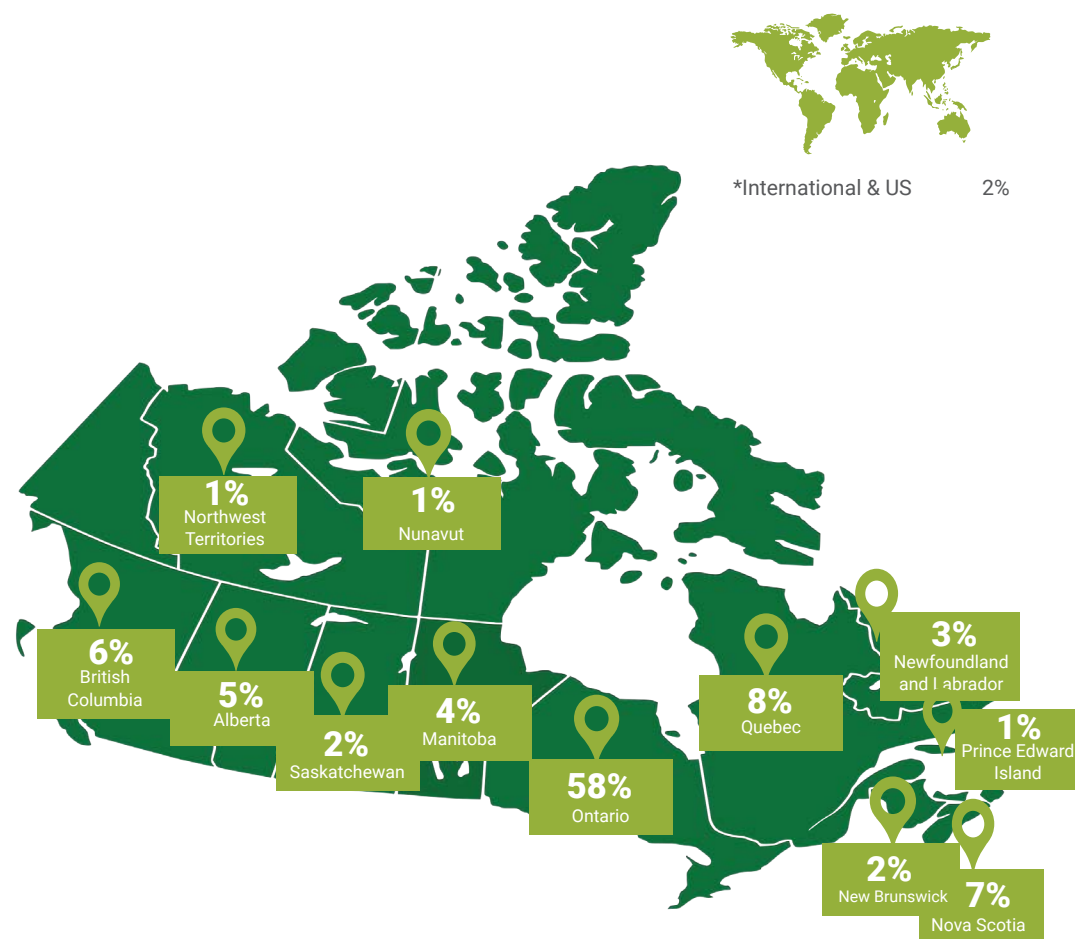 *International & US 2%
1%
Northwest
Territories
1%
Nunavut
6%
British
Columbia
5%
Alberta
2%
Saskatchewan
4%
Manitoba
58%
Ontario
8%
Quebec
3%
Newfoundland
and Labrador
1%
Prince Edward
Island
2%
New Brunswick
7%
Nova Scotia